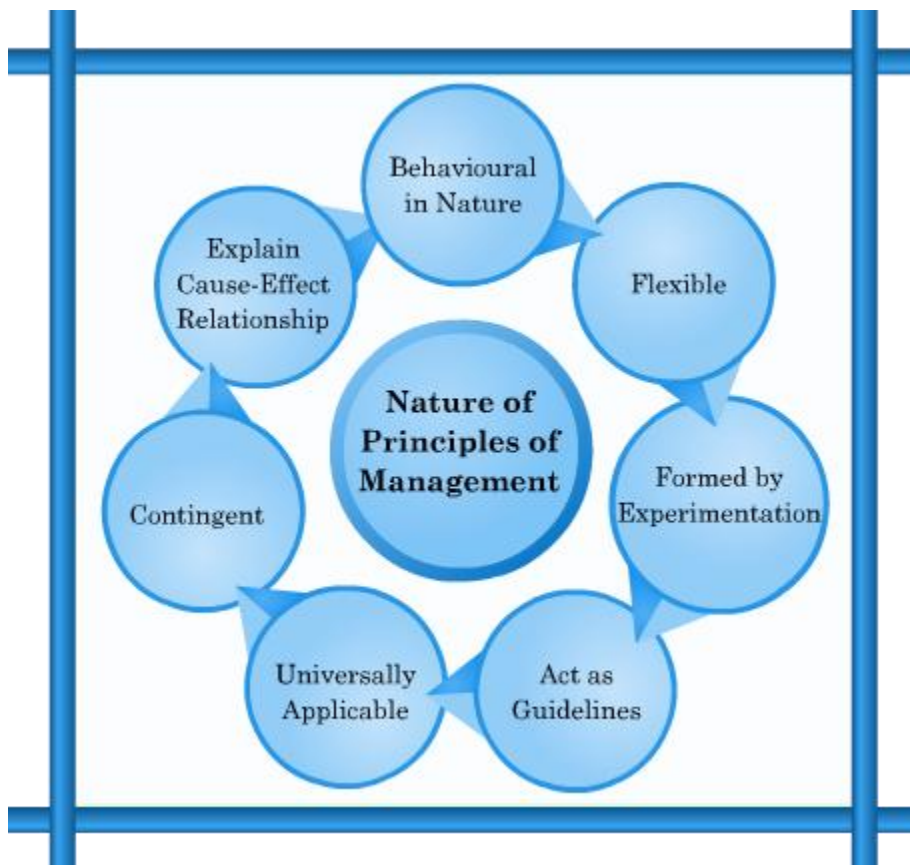 Behavioural
in Nature
Flexible
Formed by
Experimentation
Act as
Guidelines
Universally
Applicable
Contingent
Explain
Cause-Effect
Relationship
Nature of
Principles of
Management